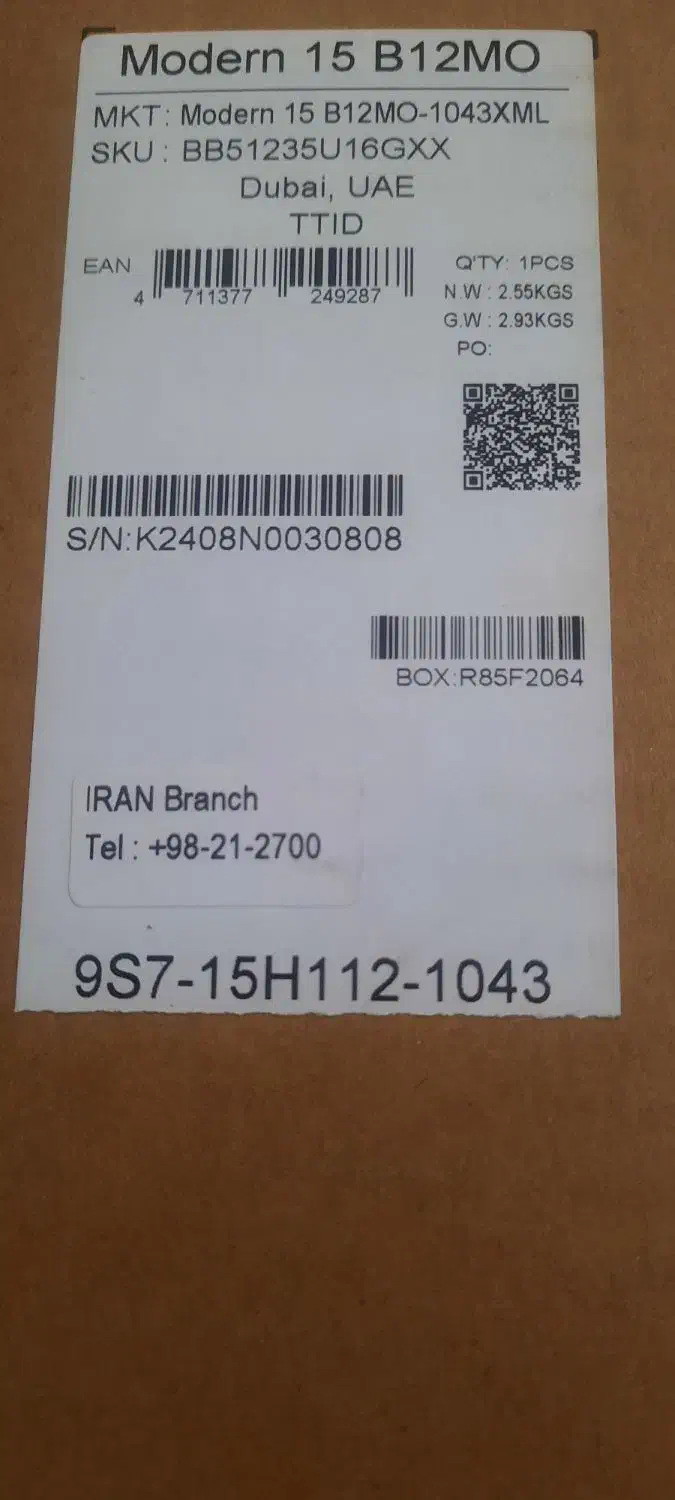 Modern 15 B12MO
MKT: Modern 15 B12MO-1043XML
SKU : BB51235U16GXX
Dubai, UAE
TTID
EAN
4 711377 249287
Q'TY: 1PCS
N.W : 2.55KGS
G.W : 2.93KGS
PO:
S/N:K2408N0030808
BOX:R85F2064
IRAN Branch
Tel : +98-21-2700
9S7-15H112-1043